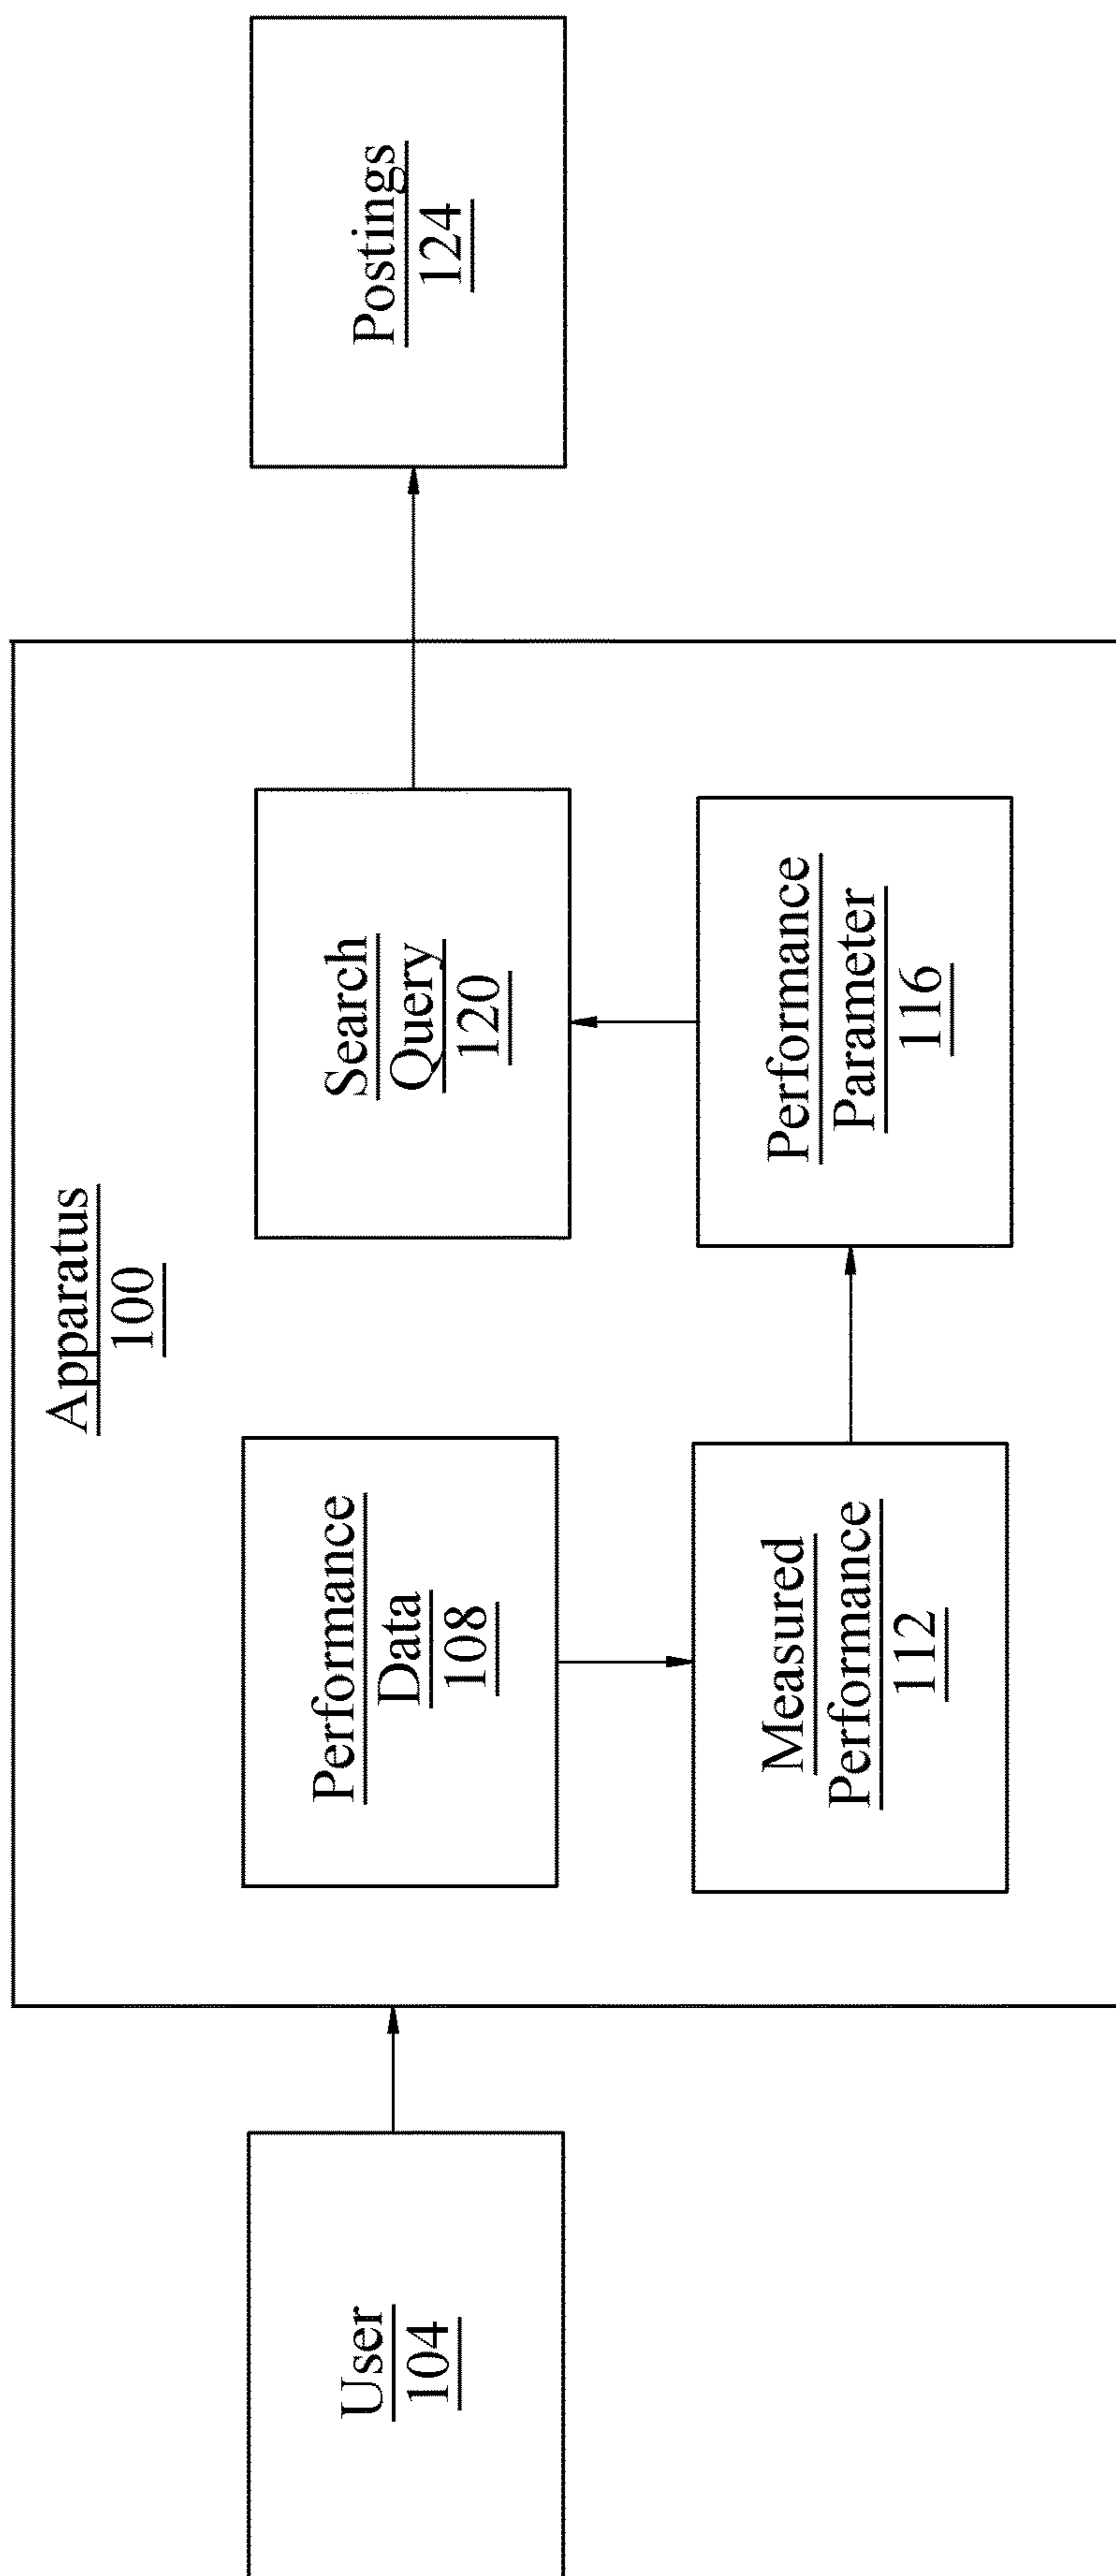 Apparatus
100
User
104
Performance
Data
108
Measured
Performance
112
Performance
Parameter
116
Search
Query
120
Postings
124